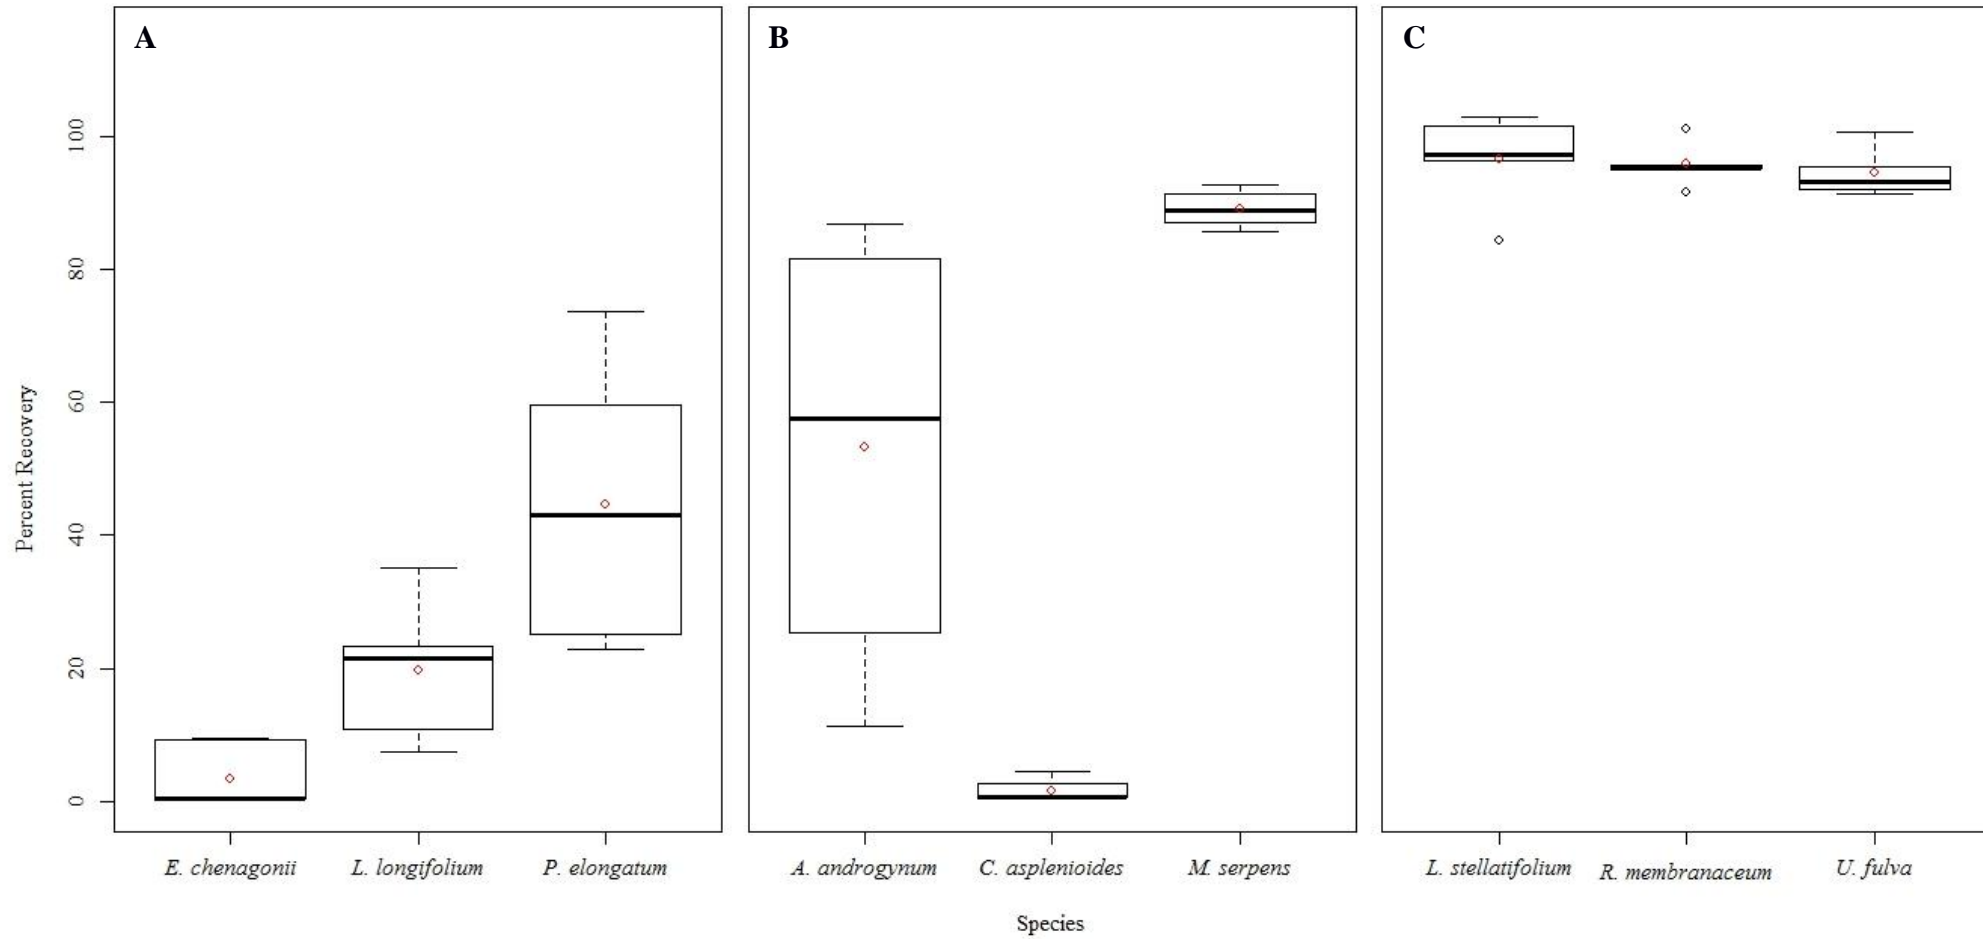 A
B
C
Percent Recovery
100
80
60
40
20
0
E. chenagonii
L. longifolium
P. elongatum
A. androgynum
C. asplenioides
M. serpens
L. stellatifolium
R. membranaceum
U. fulva
Species